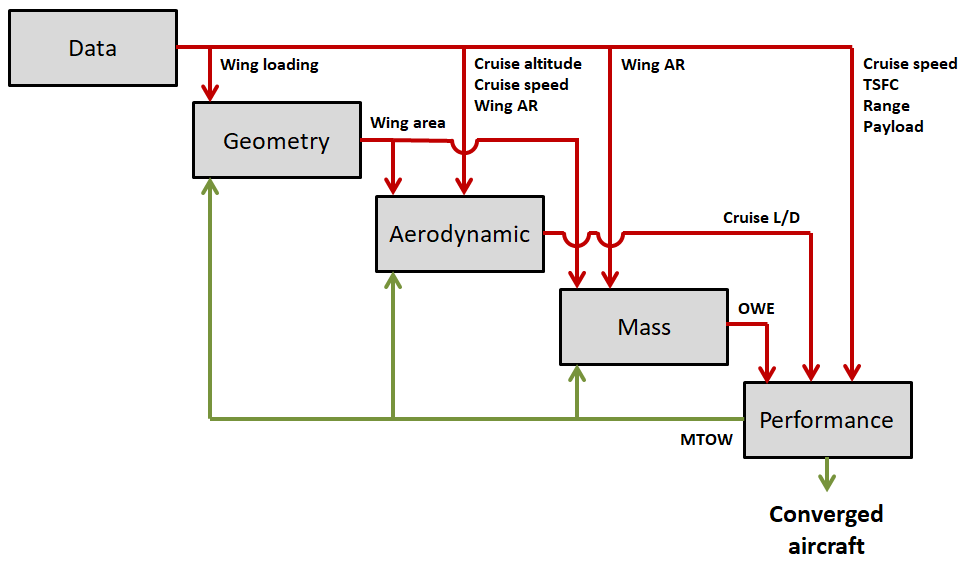 Data
Wing loading
Cruise altitude
Cruise speed
Wing AR
Wing AR
Cruise speed
TSFC
Range
Payload
Geometry
Wing area
Aerodynamic
Cruise L/D
Mass
OWE
Performance
MTOW
Converged
aircraft